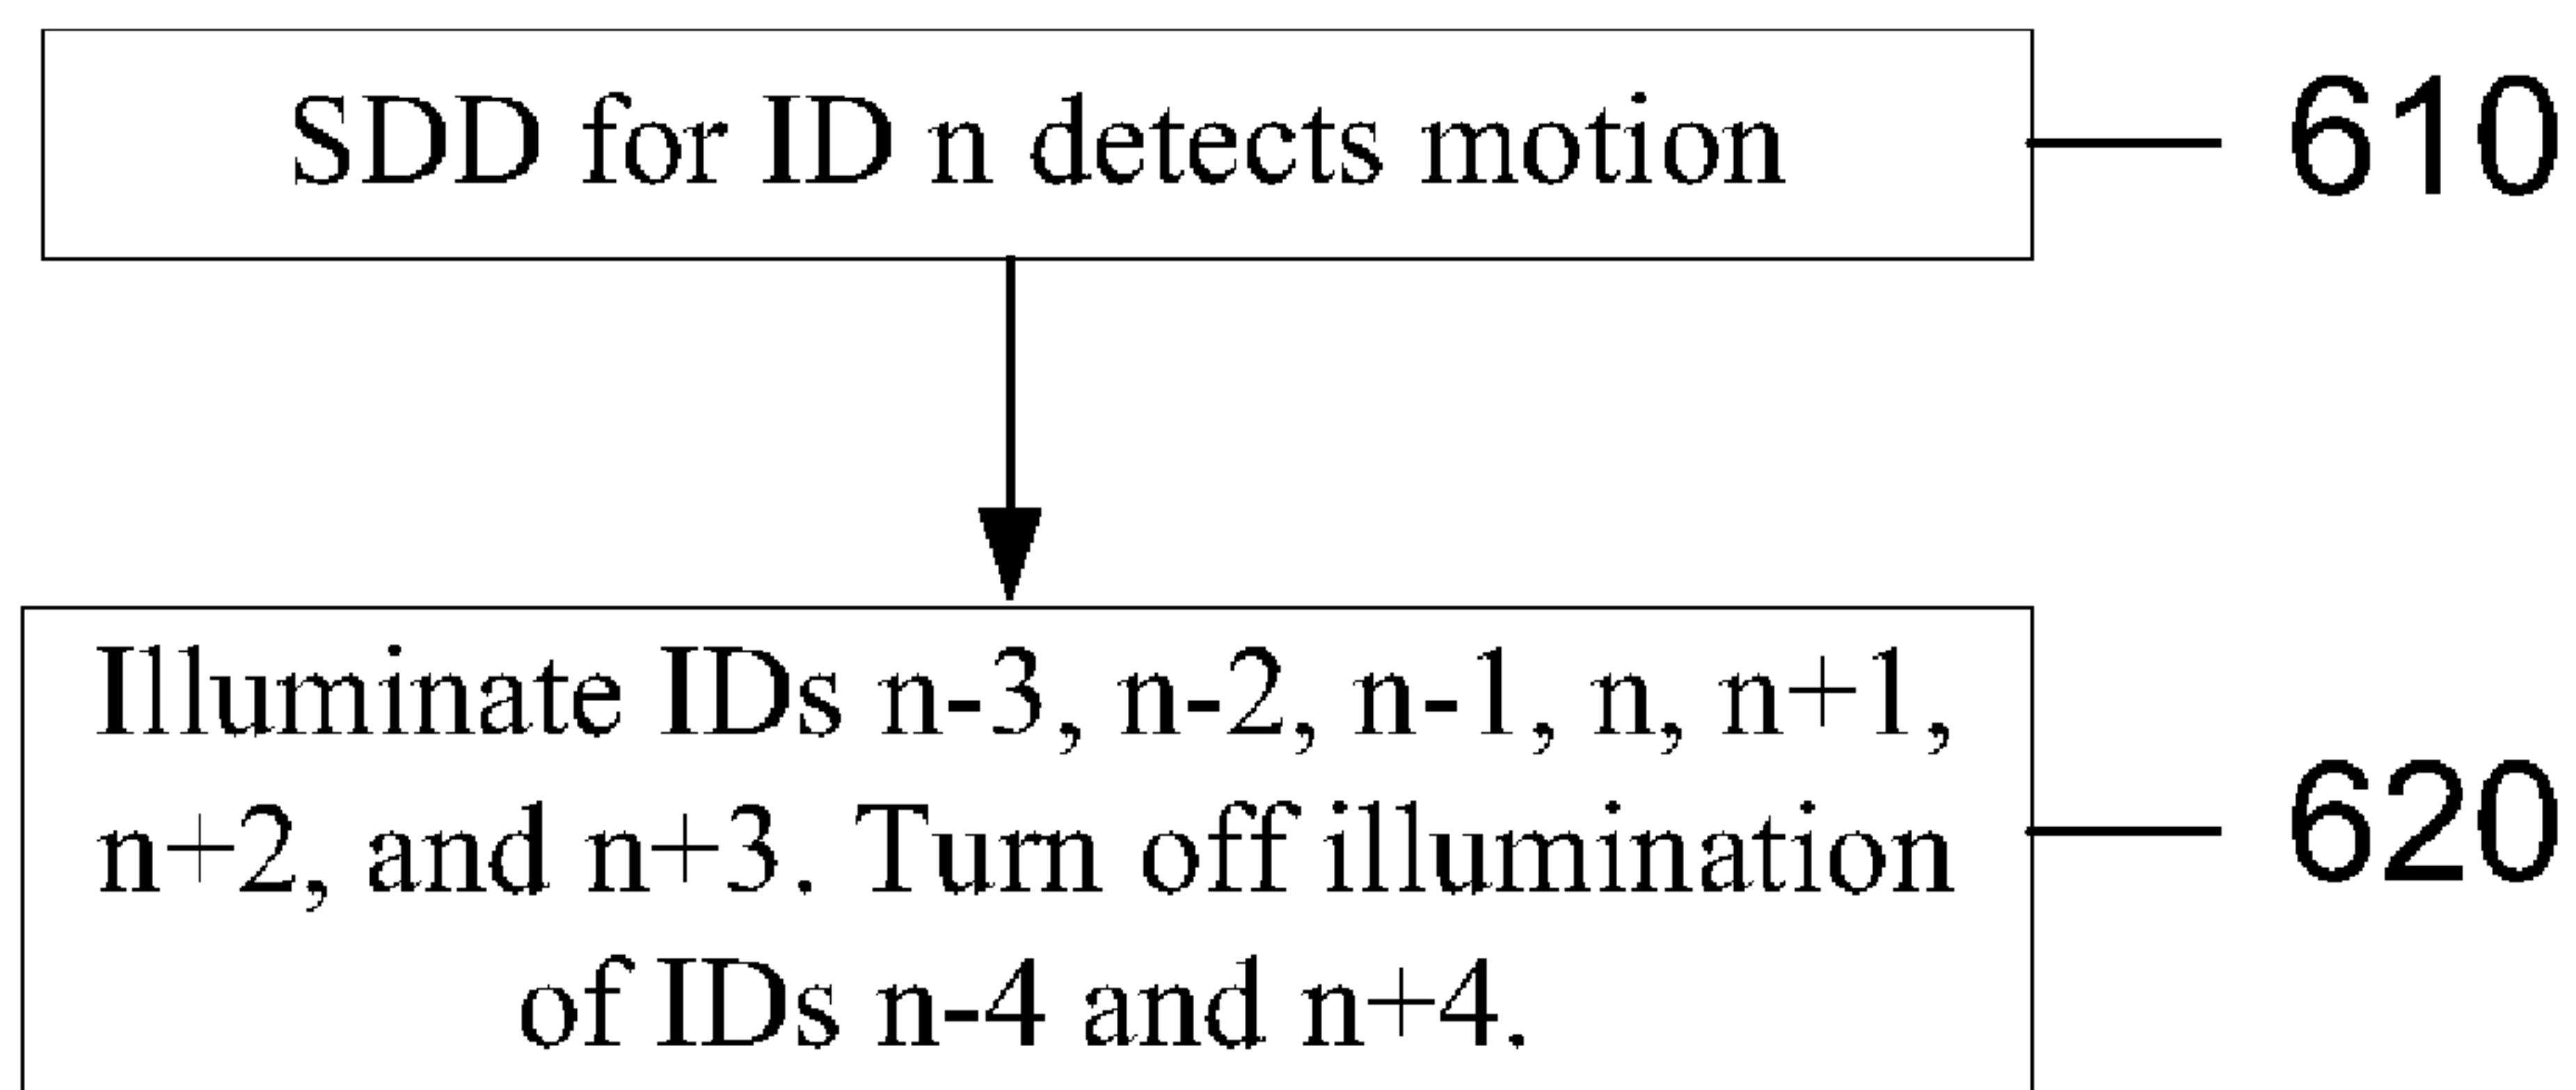 SDD for ID n detects motion
610
Illuminate IDs n-3, n-2, n-1, n, n+1,
n+2, and n+3. Turn off illumination
of IDs n-4 and n+4.
620